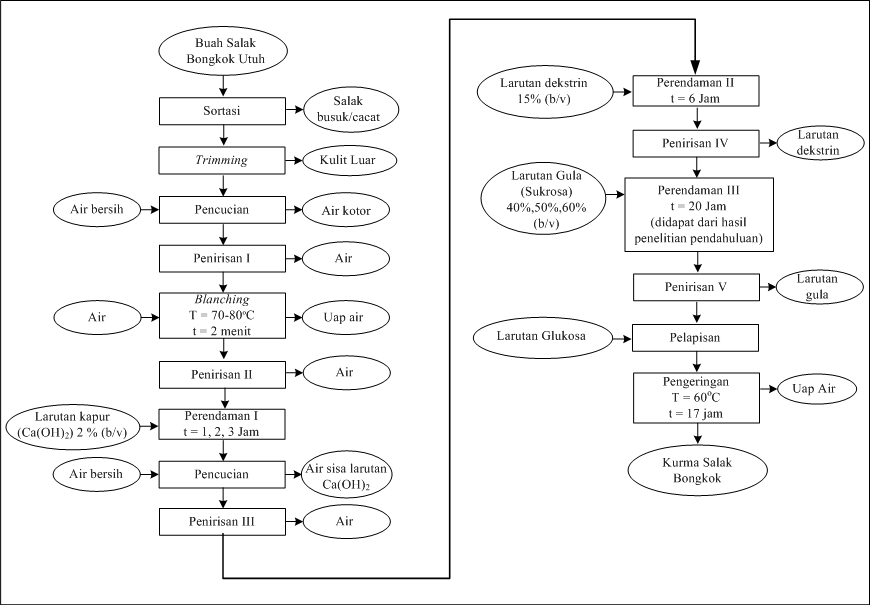 Buah Salak
Bongkok Utuh
Sortasi
Salak
busuk/cacat
Trimming
Kulit Luar
Air bersih
Pencucian
Air kotor
Penirisan I
Air
Air
Blanching
T = 70-80°C
t = 2 menit
Uap air
Penirisan II
Air
Larutan kapur
(Ca(OH)₂) 2 % (b/v)
Perendaman I
t = 1, 2, 3 Jam
Air bersih
Pencucian
Air sisa larutan
Ca(OH)₂
Penirisan III
Air
Larutan dekstrin
15% (b/v)
Perendaman II
t = 6 Jam
Penirisan IV
Larutan
dekstrin
Larutan Gula
(Sukrosa)
40%,50%,60%
(b/v)
Perendaman III
t = 20 Jam
(didapat dari hasil
penelitian pendahuluan)
Penirisan V
Larutan
gula
Larutan Glukosa
Pelapisan
Pengeringan
T = 60°C
t = 17 jam
Uap Air
Kurma Salak
Bongkok